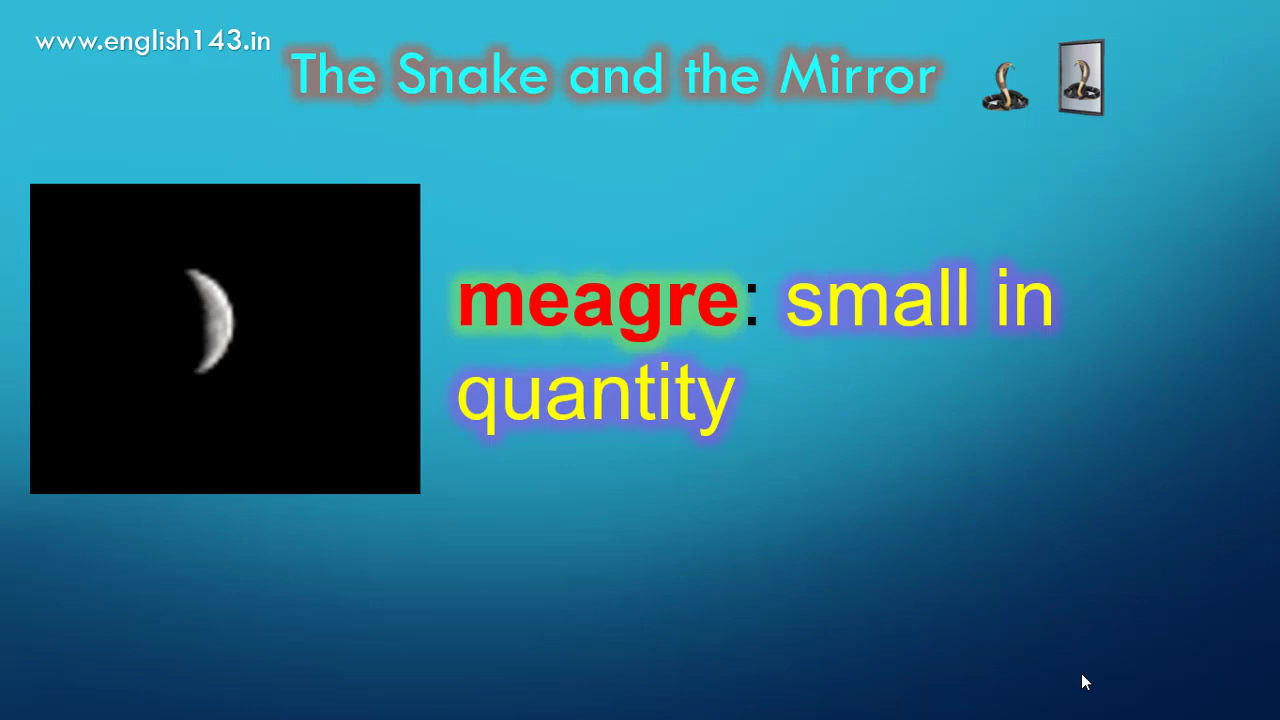 www.english143.in
The Snake and the Mirror
meagre: small in
quantity